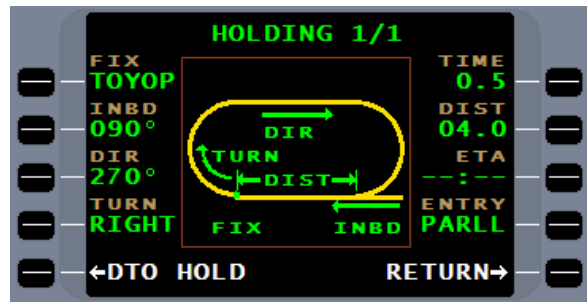 HOLDING 1/1
FIX TIME
TOYOP 0.5
INBD DIST
090° 04.0
DIR
DIR ETA
TURN
270° --:--
DIST
TURN ENTRY
RIGHT PARLL
FIX INBD
←DTO HOLD RETURN→